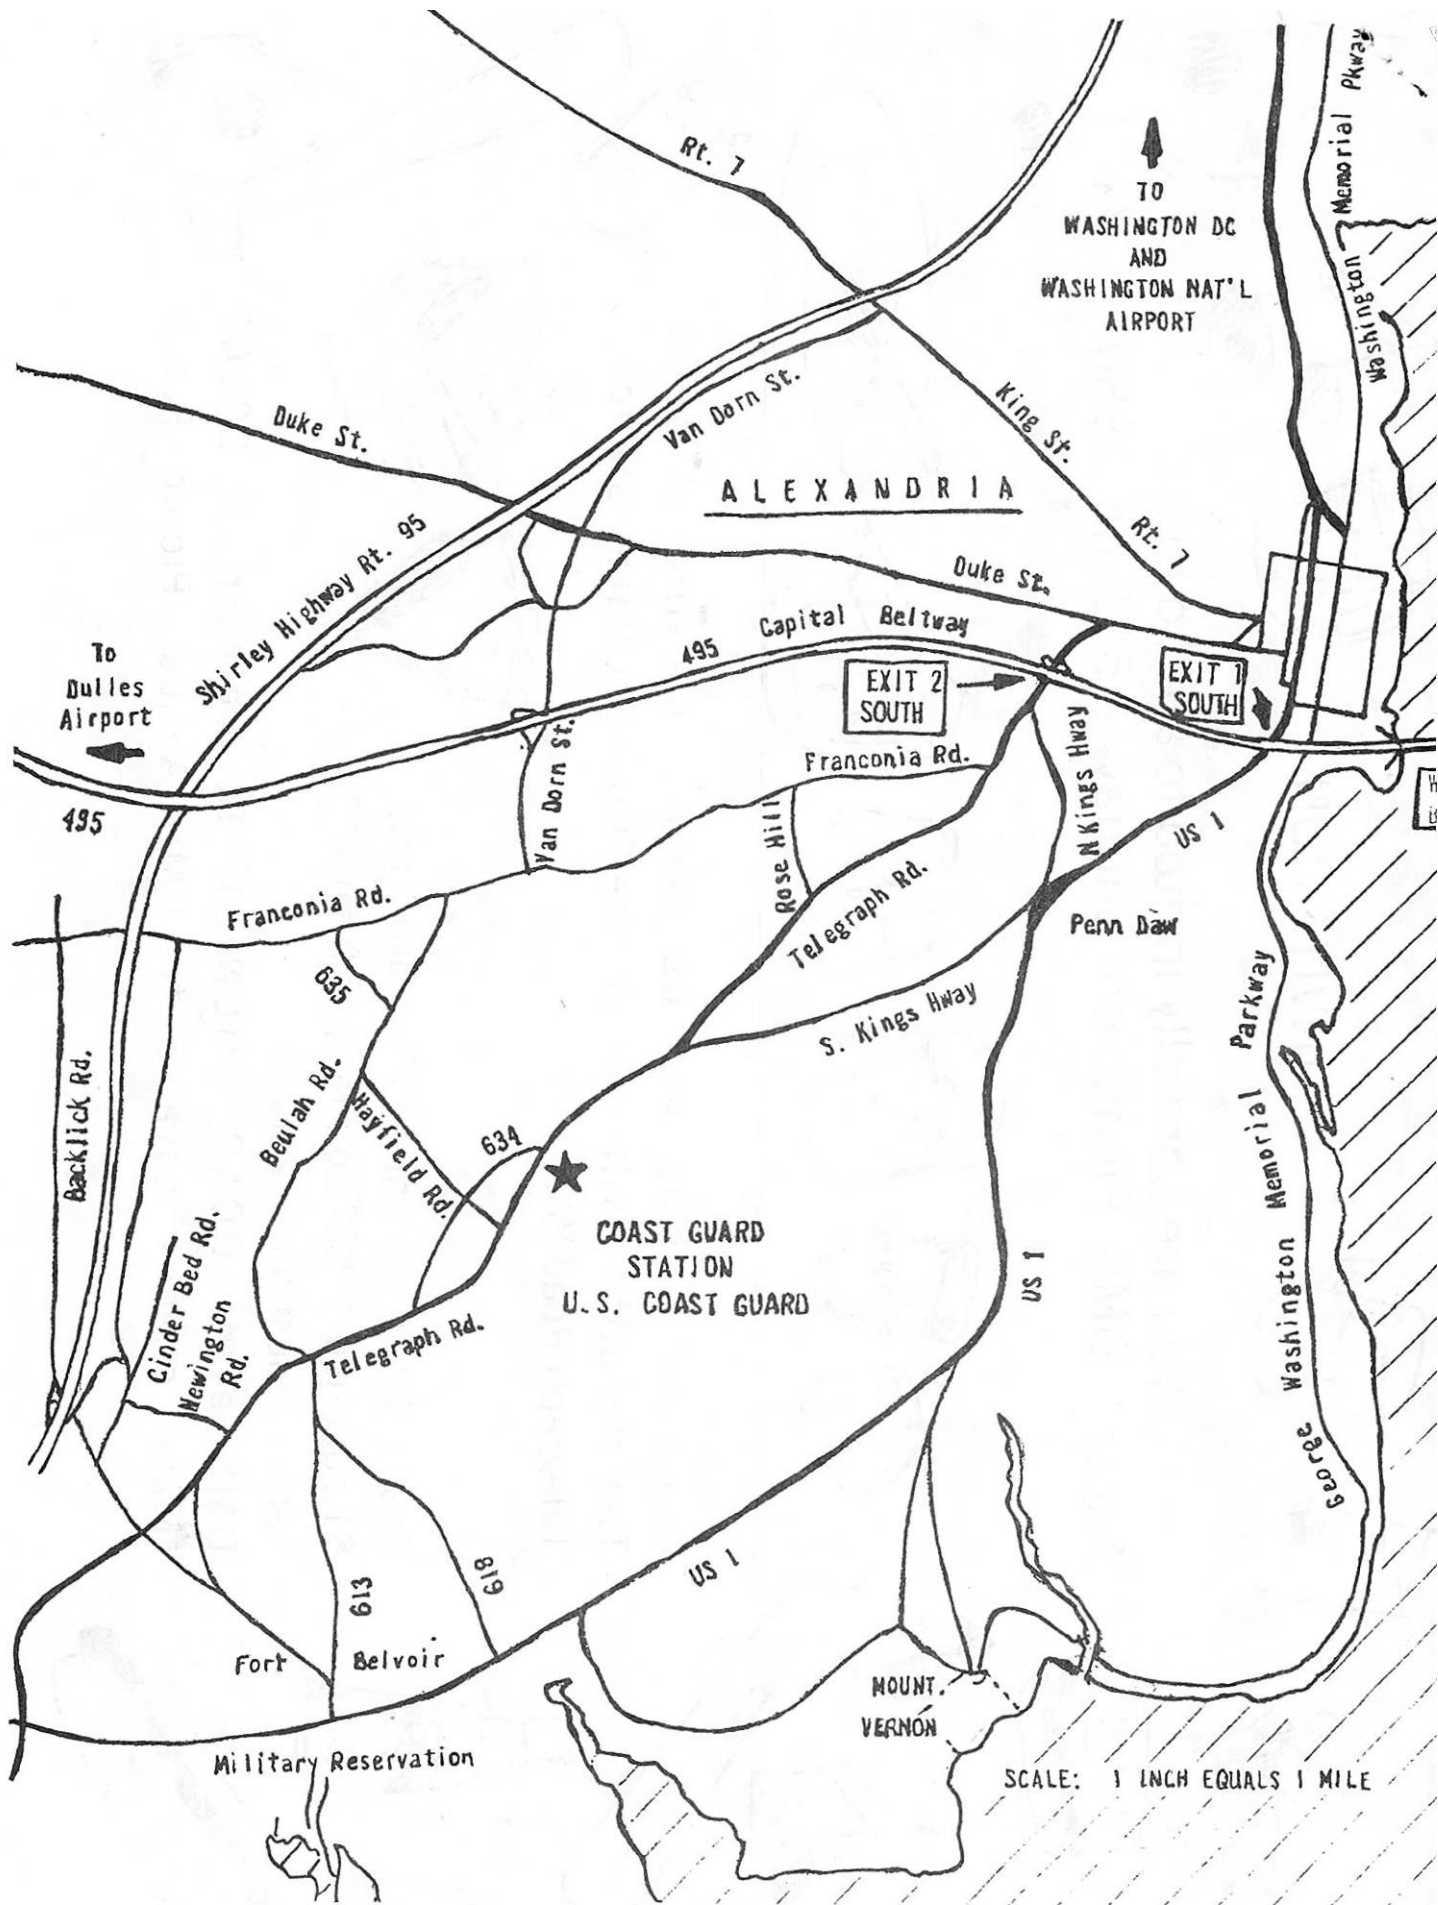 Rt. 7
Washington Memorial Pkway
TO
WASHINGTON DC
AND
WASHINGTON NAT'L
AIRPORT
Duke St.
Van Dorn St.
King St.
ALEXANDRIA
Rt. 7
Shirley Highway Rt. 95
Duke St.
Capital Beltway
495
To
Dulles
Airport
495
EXIT 2
SOUTH
EXIT 1
SOUTH
Franconia Rd.
Van Dorn St.
N Kings Hway
US 1
Rose Hill
Telegraph Rd.
Penn Daw
Franconia Rd.
635
S. Kings Hway
Backlick Rd.
Beulah Rd.
Hayfield Rd.
634
COAST GUARD
STATION
U.S. COAST GUARD
US 1
George Washington Memorial Parkway
Cinder Bed Rd.
Newington
Rd.
Telegraph Rd.
US 1
613
618
Fort Belvoir
Military Reservation
MOUNT.
VERNON
SCALE: 1 INCH EQUALS 1 MILE